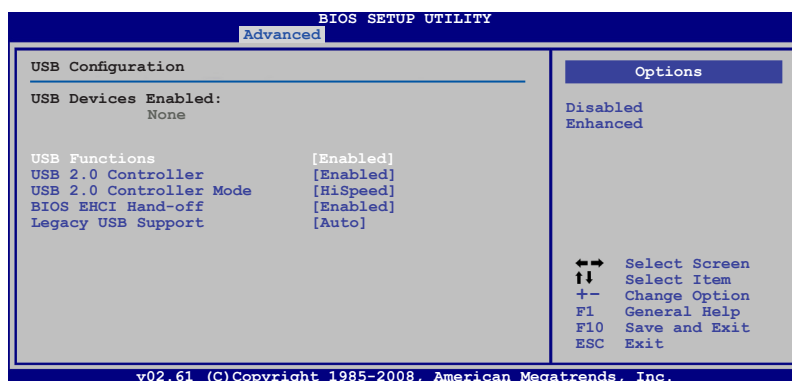 BIOS SETUP UTILITY
Advanced
USB Configuration
USB Devices Enabled:
None
USB Functions [Enabled]
USB 2.0 Controller [Enabled]
USB 2.0 Controller Mode [HiSpeed]
BIOS EHCI Hand-off [Enabled]
Legacy USB Support [Auto]
Options
Disabled
Enhanced
←→ Select Screen
↑↓ Select Item
+- Change Option
F1 General Help
F10 Save and Exit
ESC Exit
v02.61 (C)Copyright 1985-2008, American Megatrends, Inc.